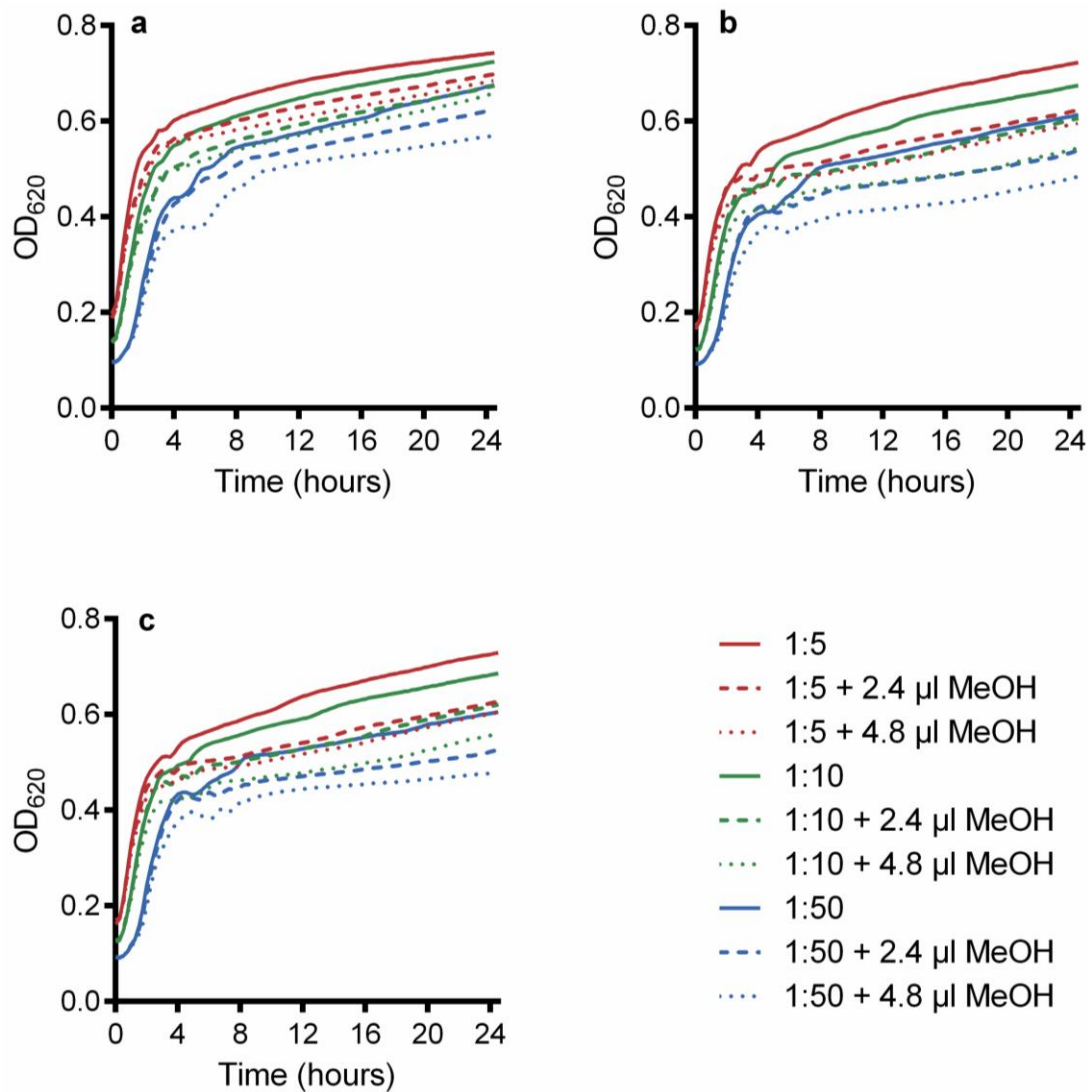 a
0.8
0.6
0.4
0.2
0.0
OD620
0 4 8 12 16 20 24
Time (hours)
b
0.8
0.6
0.4
0.2
0.0
OD620
0 4 8 12 16 20 24
Time (hours)
c
0.8
0.6
0.4
0.2
0.0
OD620
0 4 8 12 16 20 24
Time (hours)
1:5
1:5 + 2.4 µl MeOH
1:5 + 4.8 µl MeOH
1:10
1:10 + 2.4 µl MeOH
1:10 + 4.8 µl MeOH
1:50
1:50 + 2.4 µl MeOH
1:50 + 4.8 µl MeOH